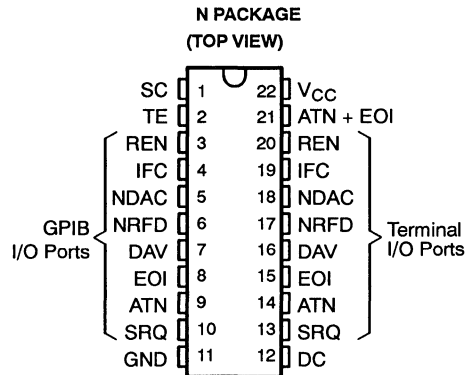 N PACKAGE
(TOP VIEW)
SC 1 22 VCC
TE 2 21 ATN + EOI
REN 3 20 REN
IFC 4 19 IFC
NDAC 5 18 NDAC
NRFD 6 17 NRFD
DAV 7 16 DAV
EOI 8 15 EOI
ATN 9 14 ATN
SRQ 10 13 SRQ
GND 11 12 DC
GPIB
I/O Ports
Terminal
I/O Ports